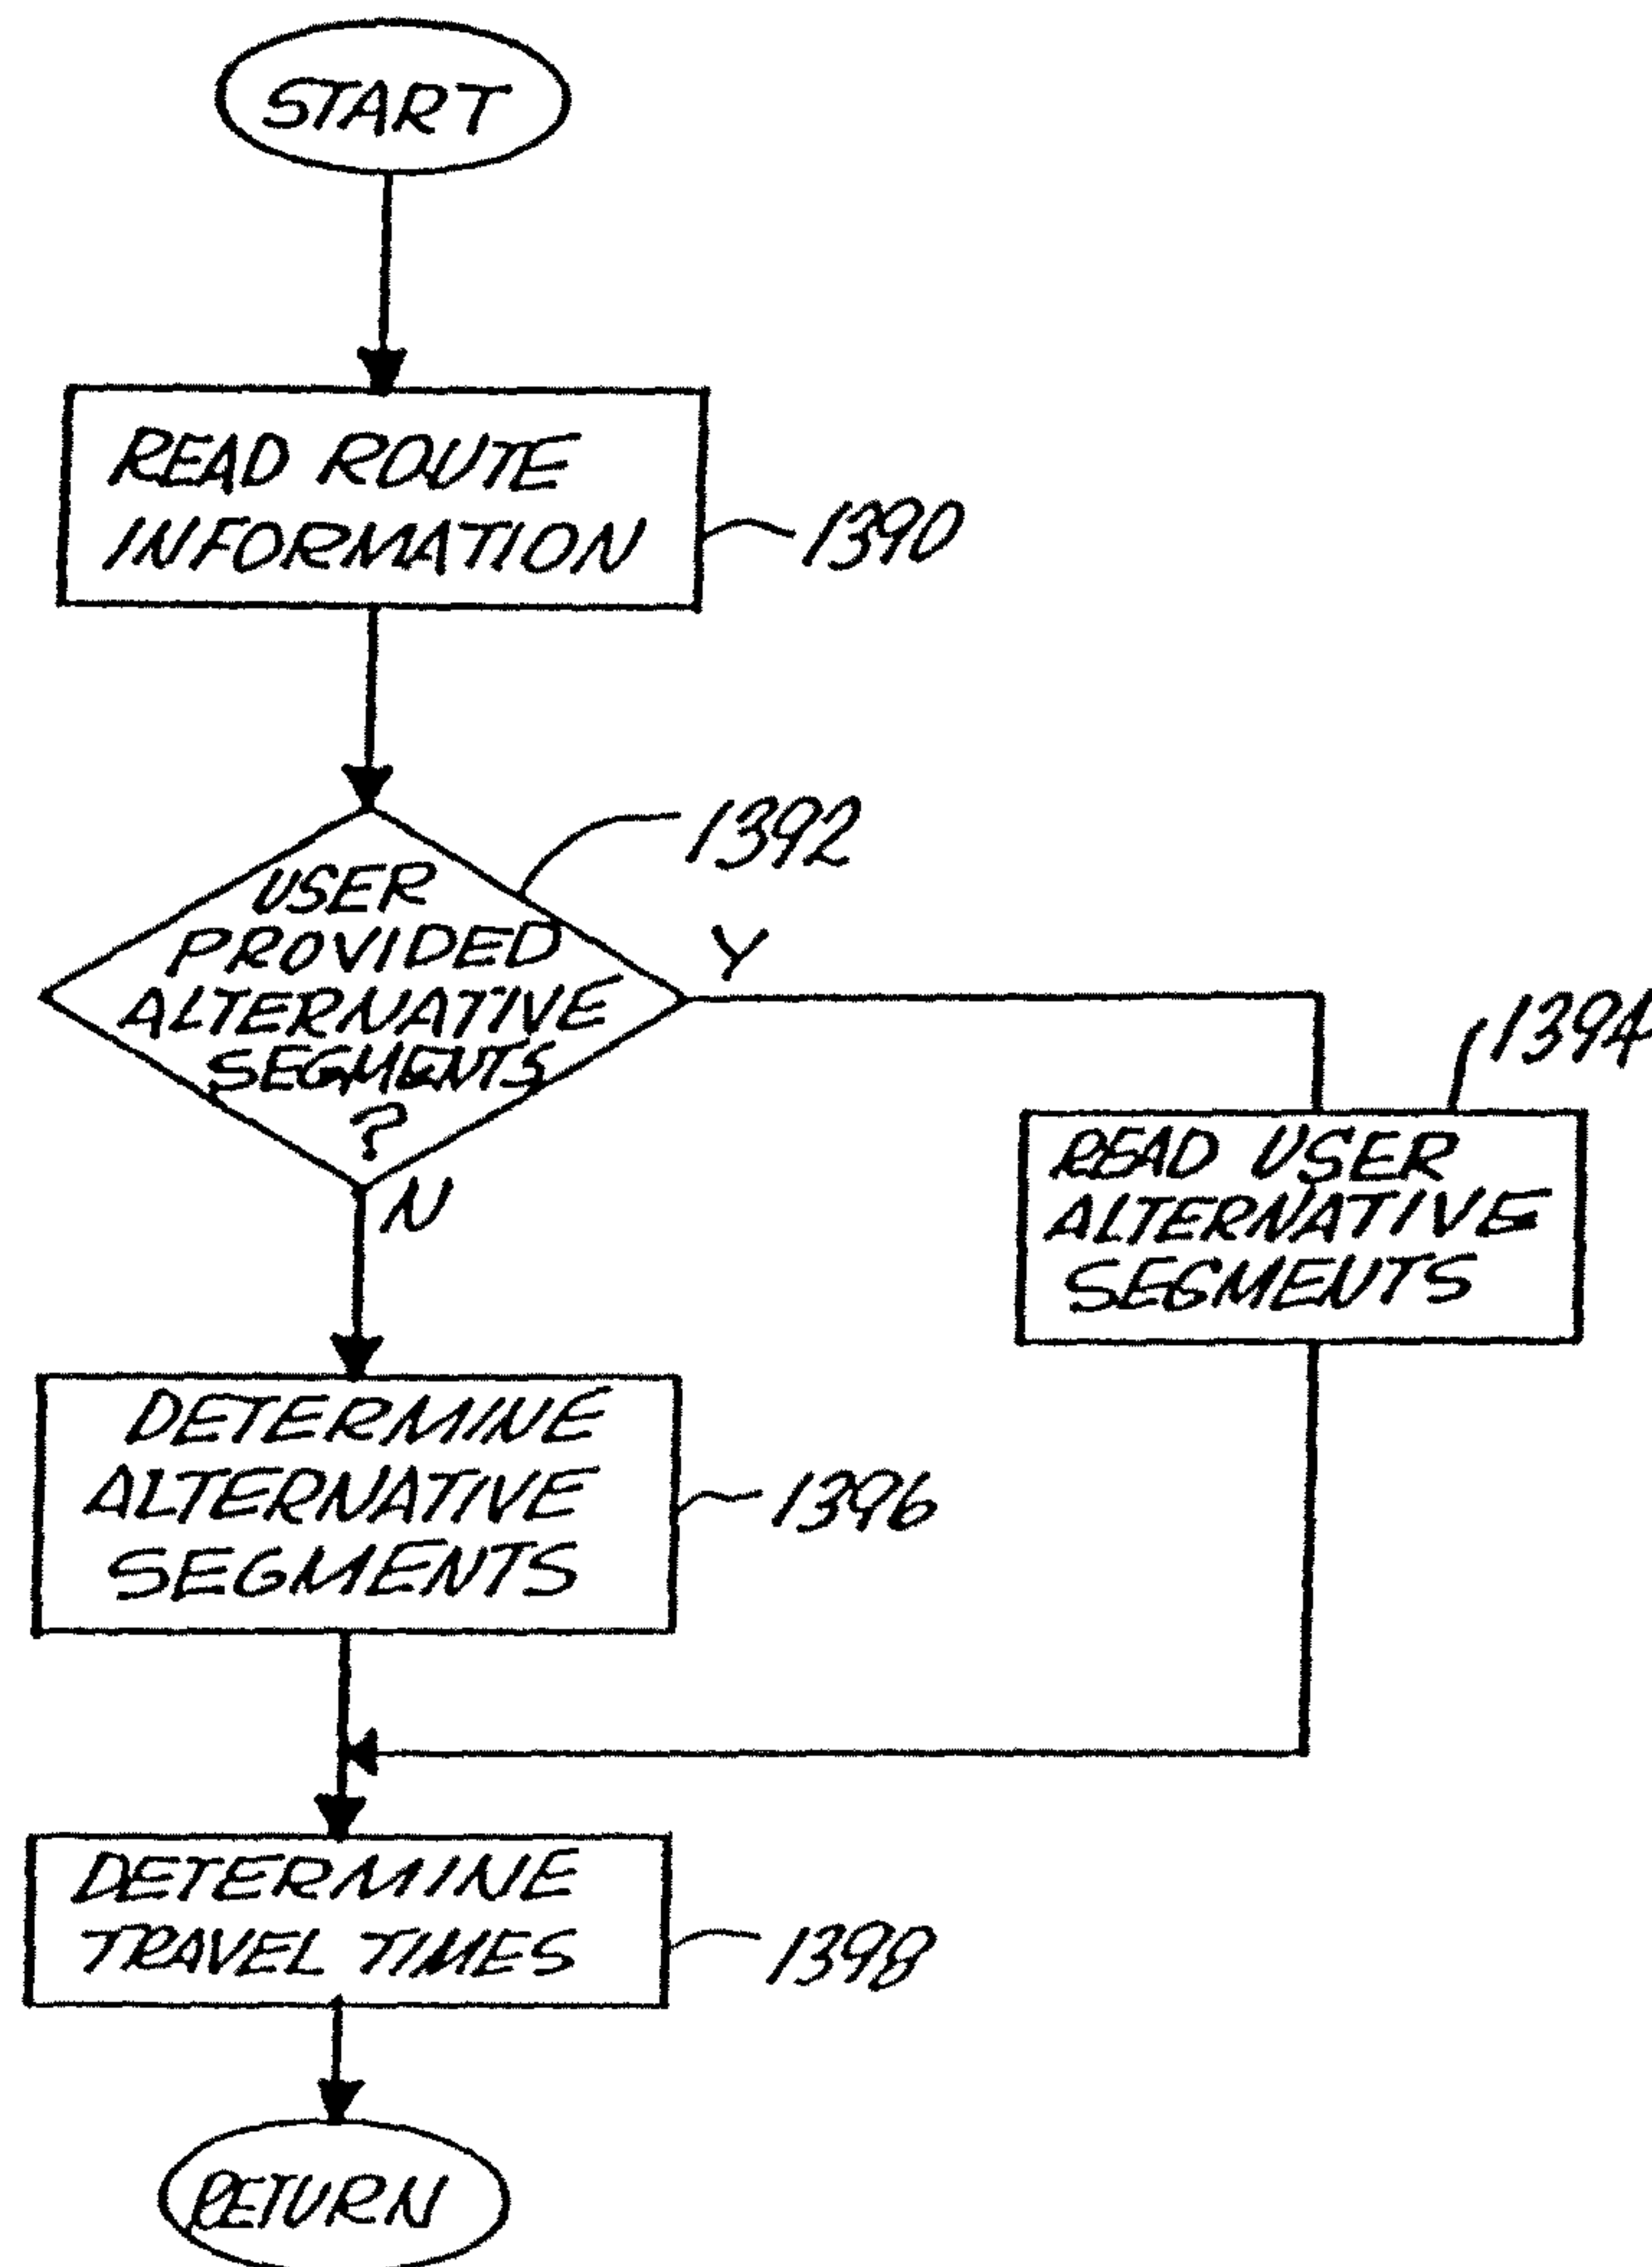 START
READ ROUTE
INFORMATION
1390
1392
USER
PROVIDED
ALTERNATIVE
SEGMENTS
?
Y
N
1394
READ USER
ALTERNATIVE
SEGMENTS
DETERMINE
ALTERNATIVE
SEGMENTS
1396
DETERMINE
TRAVEL TIMES
1398
RETURN